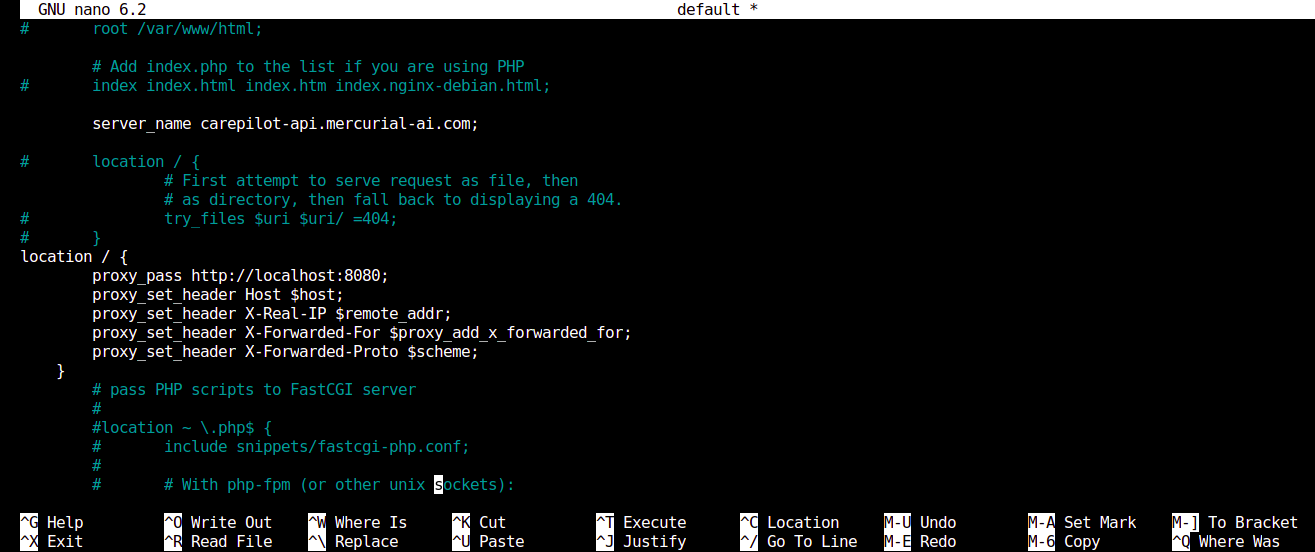 GNU nano 6.2 default *
# root /var/www/html;
# Add index.php to the list if you are using PHP
# index index.html index.htm index.nginx-debian.html;
server_name carepilot-api.mercurial-ai.com;
# location / {
# First attempt to serve request as file, then
# as directory, then fall back to displaying a 404.
# try_files $uri $uri/ =404;
# }
location / {
proxy_pass http://localhost:8080;
proxy_set_header Host $host;
proxy_set_header X-Real-IP $remote_addr;
proxy_set_header X-Forwarded-For $proxy_add_x_forwarded_for;
proxy_set_header X-Forwarded-Proto $scheme;
}
# pass PHP scripts to FastCGI server
#
#location ~ \.php$ {
# include snippets/fastcgi-php.conf;
#
# # With php-fpm (or other unix sockets):
^G Help ^O Write Out ^W Where Is ^K Cut ^T Execute ^C Location M-U Undo M-A Set Mark M-] To Bracket
^X Exit ^R Read File ^\ Replace ^U Paste ^J Justify ^/ Go To Line M-E Redo M-6 Copy ^Q Where Was